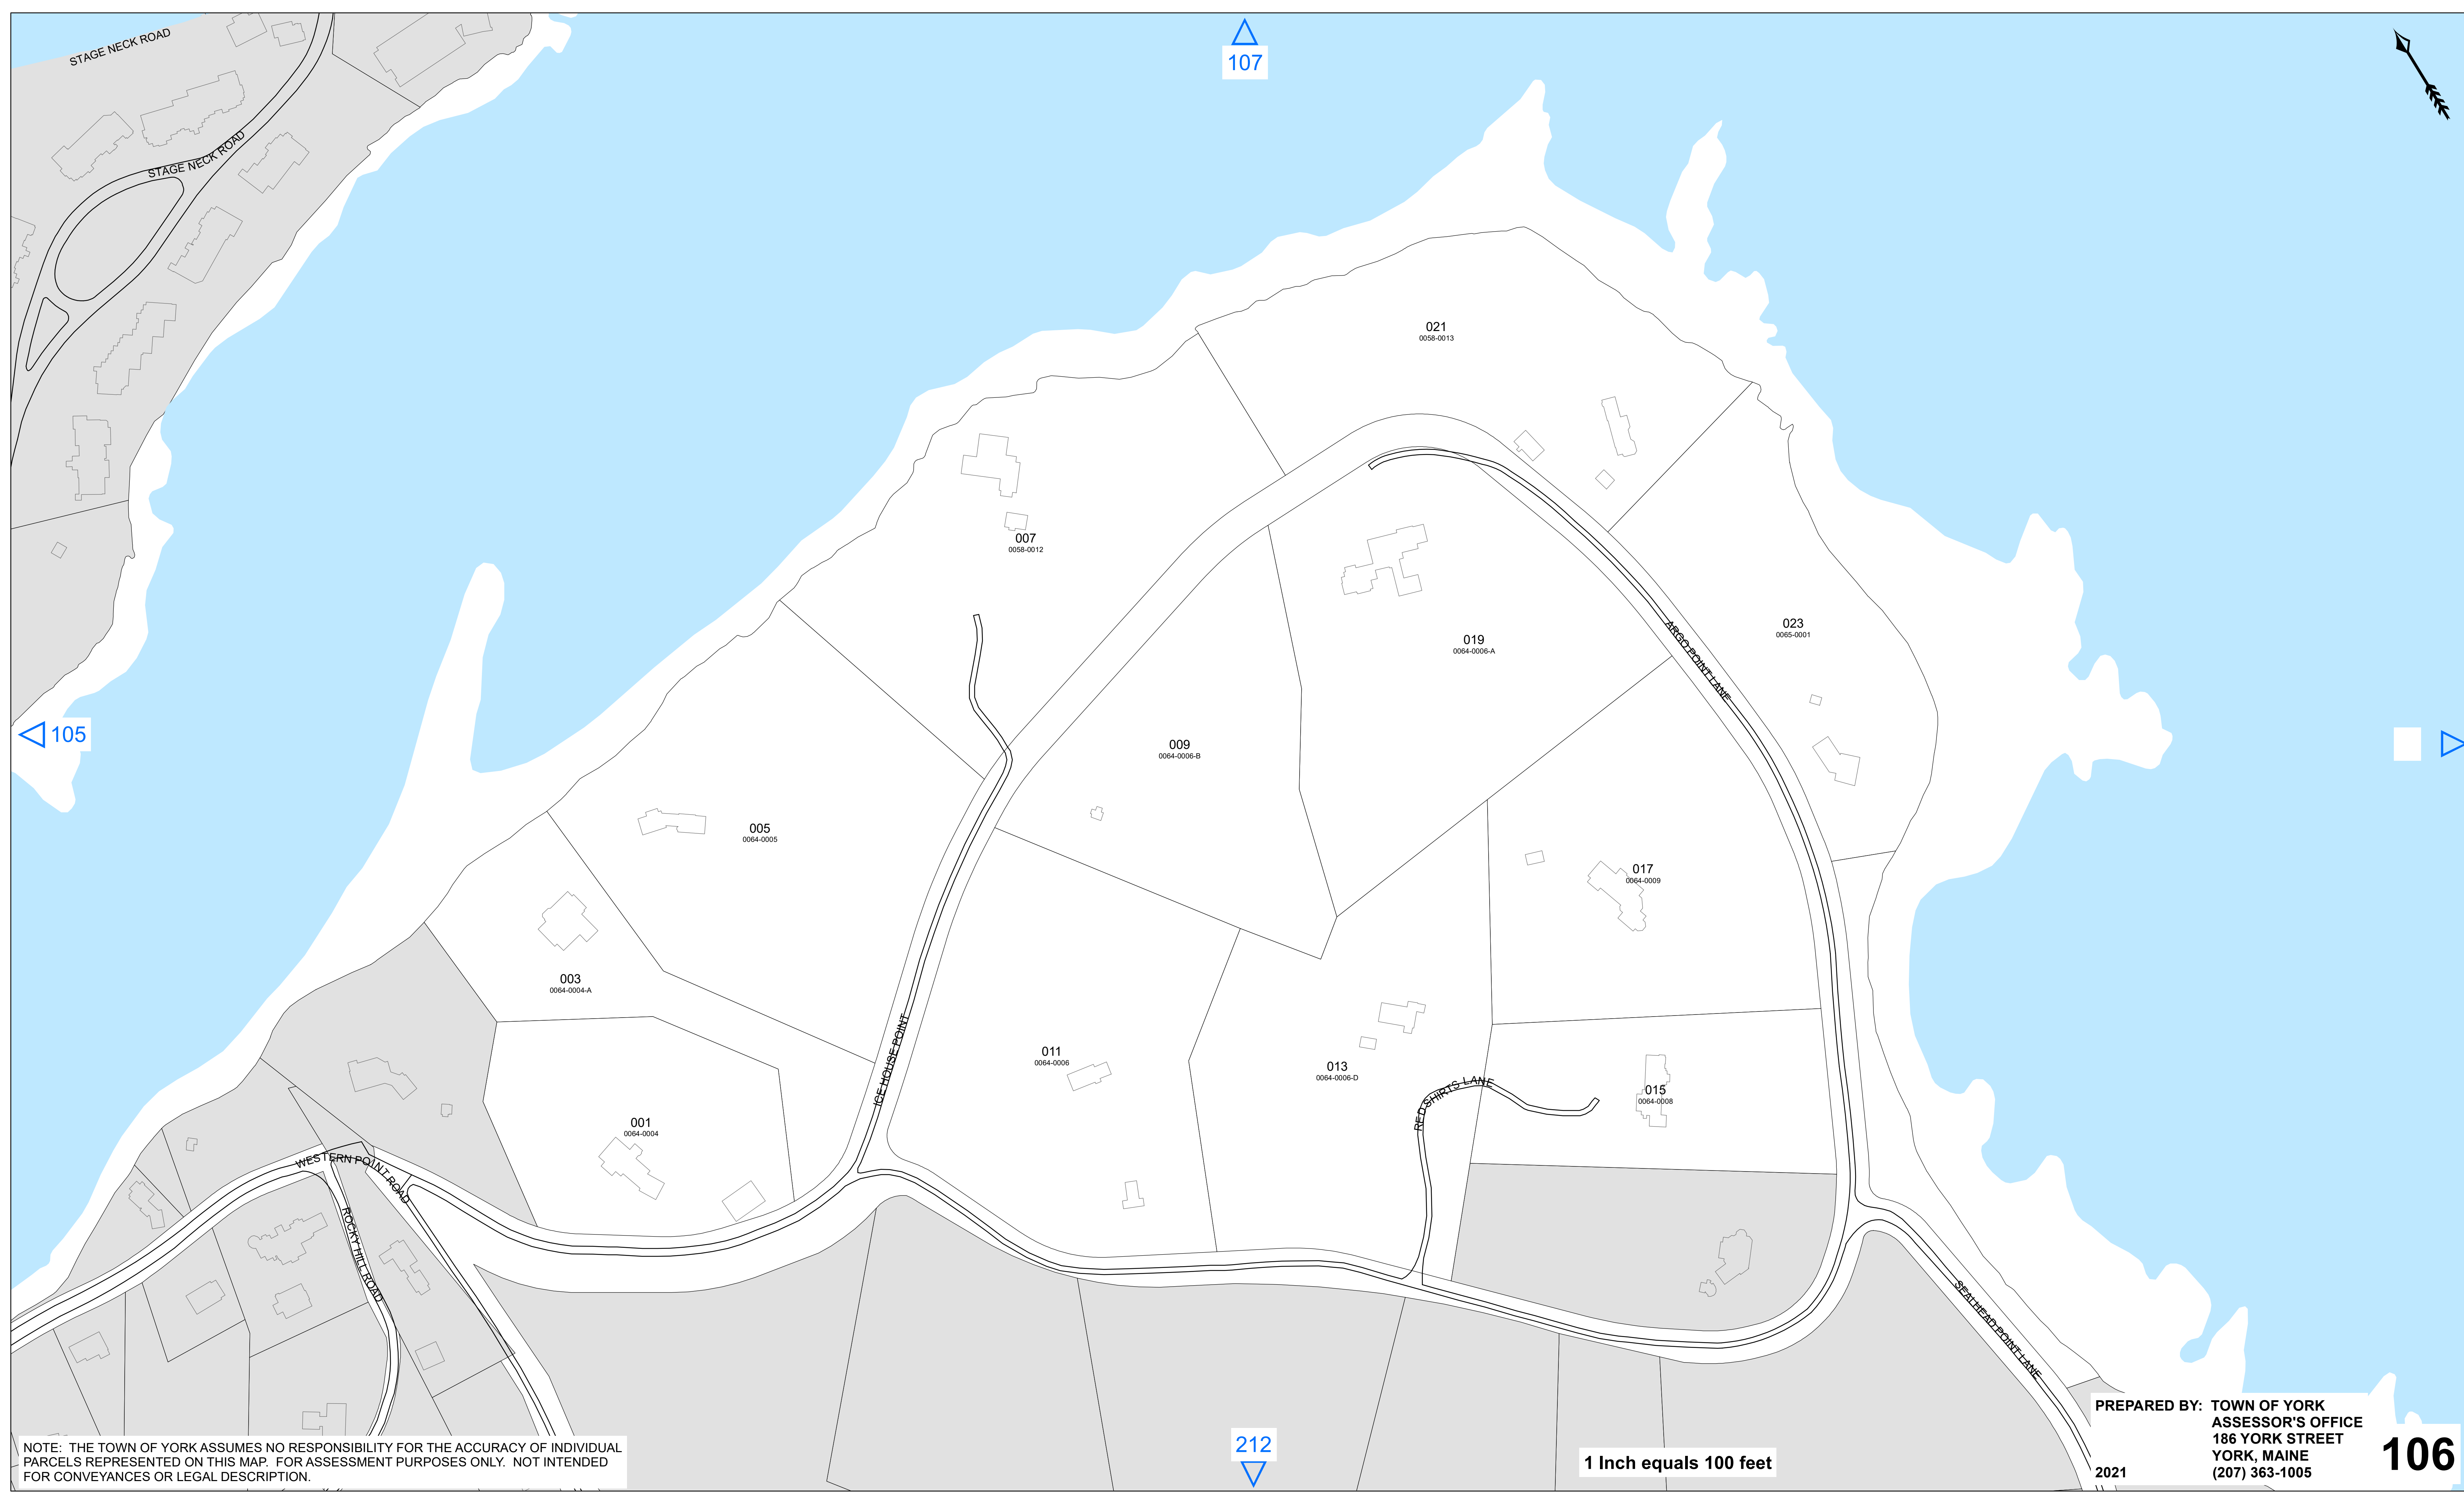 STAGE NECK ROAD
107
STAGE NECK ROAD
021
0058-0013
007
0058-0012
019
0064-0006-A
ARGO POINT LANE
023
0065-0001
105
009
0064-0006-B
005
0064-0005
017
0064-0009
003
0064-0004-A
ICE HOUSE POINT
011
0064-0006
013
0064-0006-D
RED SHIRTS LANE
015
0064-0008
001
0064-0004
WESTERN POINT ROAD
ROCKY HILL ROAD
SEAL HEAD POINT LANE
NOTE: THE TOWN OF YORK ASSUMES NO RESPONSIBILITY FOR THE ACCURACY OF INDIVIDUAL
PARCELS REPRESENTED ON THIS MAP. FOR ASSESSMENT PURPOSES ONLY. NOT INTENDED
FOR CONVEYANCES OR LEGAL DESCRIPTION.
212
1 Inch equals 100 feet
PREPARED BY: TOWN OF YORK
ASSESSOR'S OFFICE
186 YORK STREET
YORK, MAINE
2021 (207) 363-1005
106